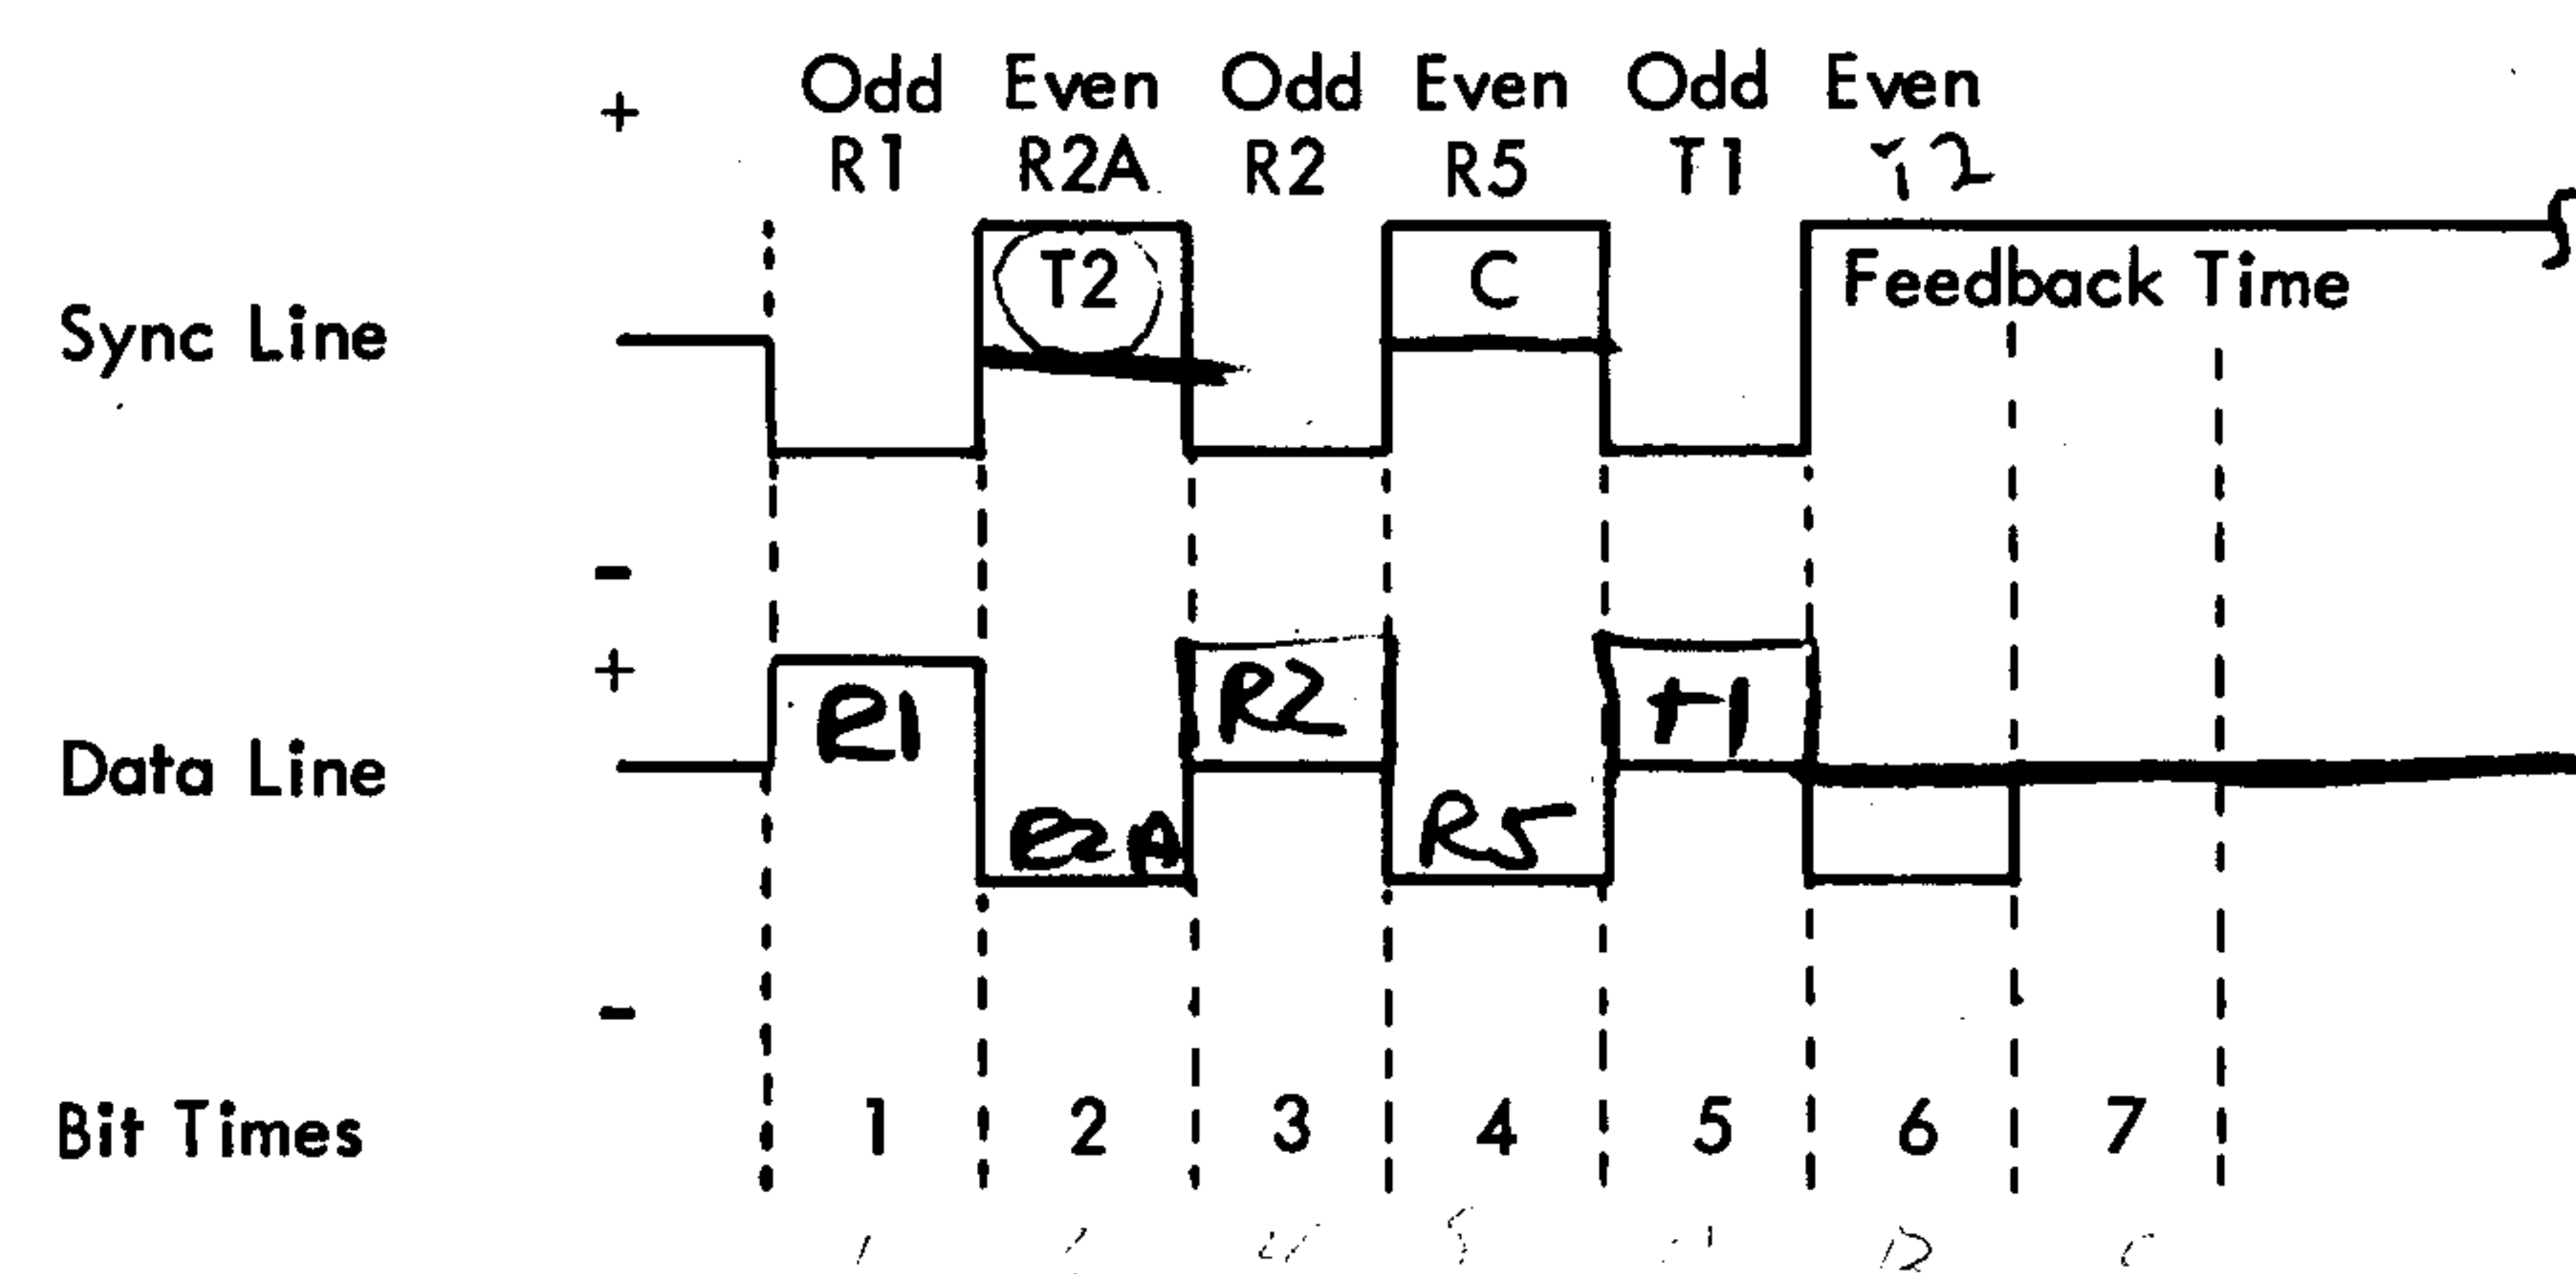 Odd Even Odd Even Odd Even
+
R1 R2A R2 R5 T1 T2
T2 C Feedback Time
Sync Line
-
+
R1 R2 T1
Data Line
R2A R5
-
Bit Times 1 2 3 4 5 6 7